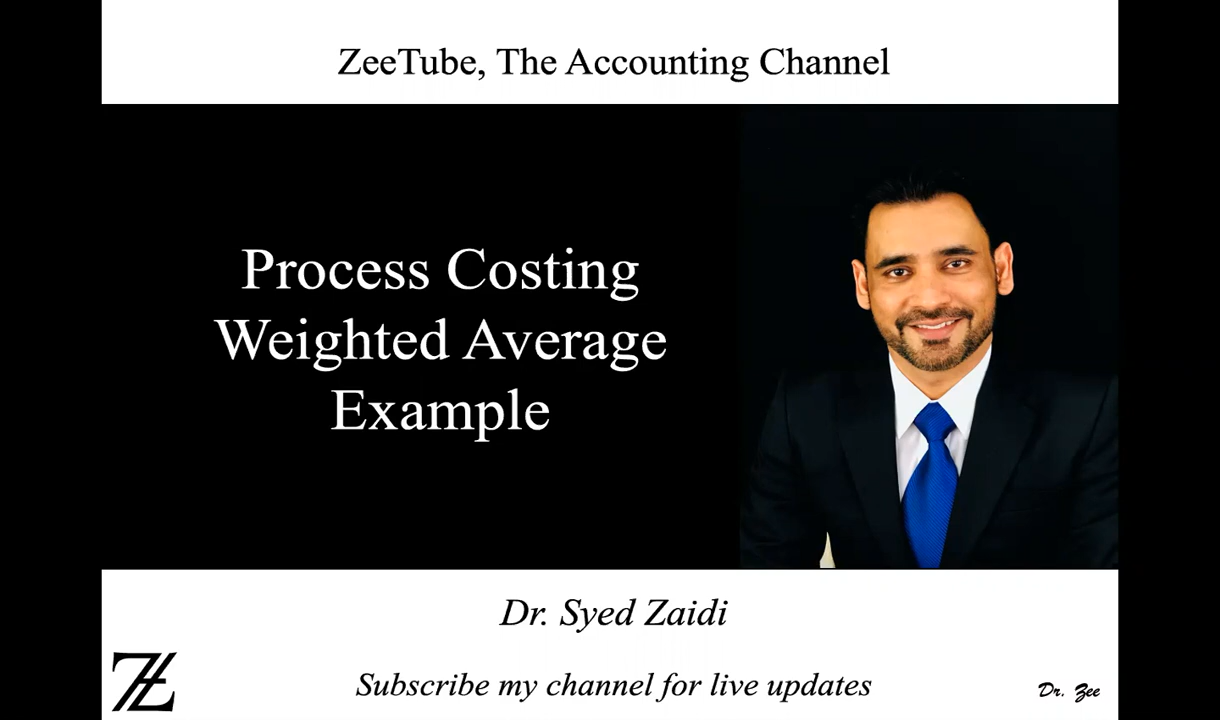 ZeeTube, The Accounting Channel
Process Costing
Weighted Average
Example
Dr. Syed Zaidi
Subscribe my channel for live updates
Dr. Zee